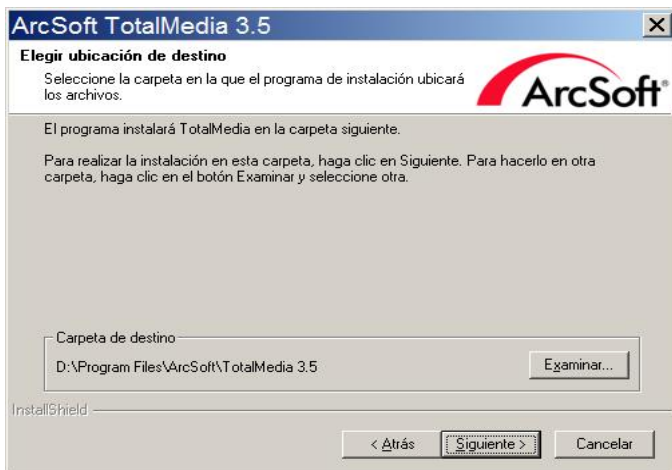 ArcSoft TotalMedia 3.5
Elegir ubicación de destino
Seleccione la carpeta en la que el programa de instalación ubicará
los archivos.
ArcSoft®
El programa instalará TotalMedia en la carpeta siguiente.
Para realizar la instalación en esta carpeta, haga clic en Siguiente. Para hacerlo en otra
carpeta, haga clic en el botón Examinar y seleccione otra.
Carpeta de destino
D:\Program Files\ArcSoft\TotalMedia 3.5
Examinar...
InstallShield
< Atrás Siguiente > Cancelar